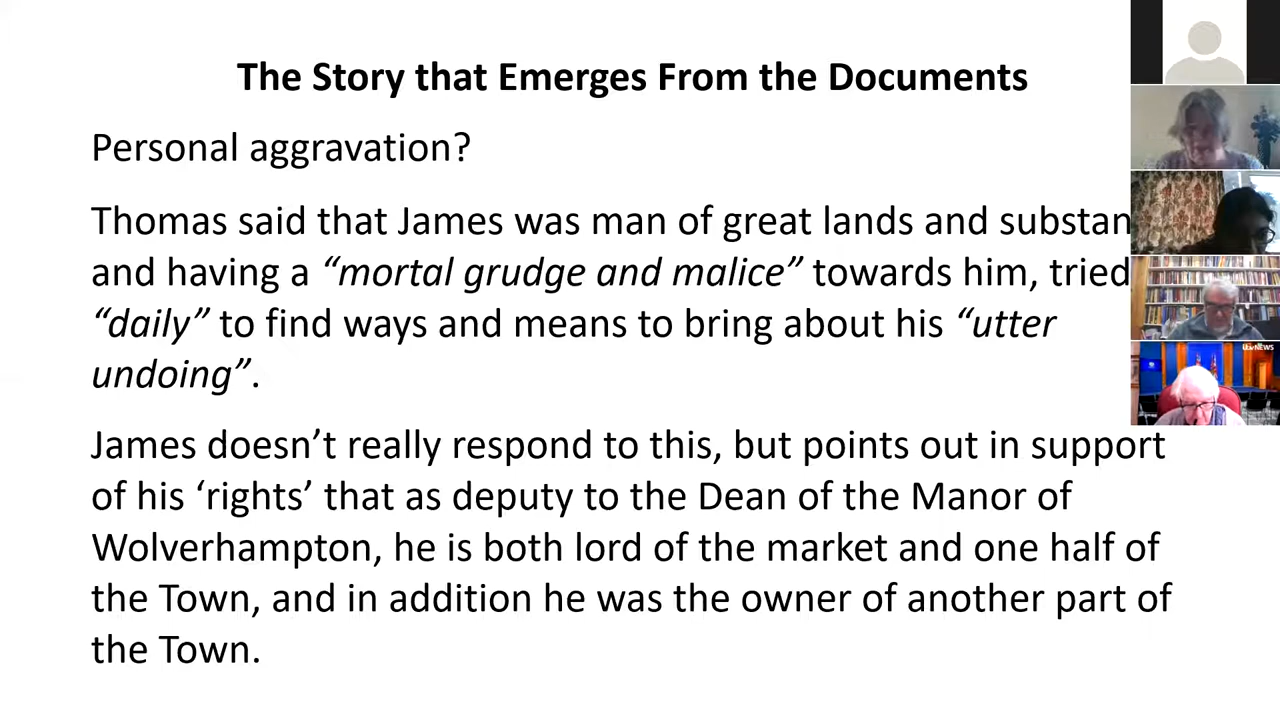 The Story that Emerges From the Documents
Personal aggravation?
Thomas said that James was man of great lands and substan
and having a “mortal grudge and malice” towards him, tried
“daily” to find ways and means to bring about his “utter
undoing”.
James doesn’t really respond to this, but points out in support
of his ‘rights’ that as deputy to the Dean of the Manor of
Wolverhampton, he is both lord of the market and one half of
the Town, and in addition he was the owner of another part of
the Town.
itv NEWS